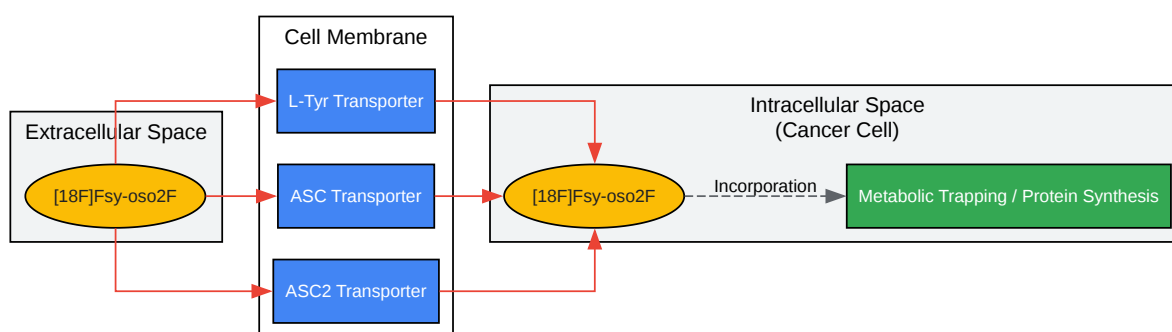 Cell Membrane
L-Tyr Transporter
Extracellular Space
Intracellular Space
(Cancer Cell)
[18F]Fsy-oso2F
ASC Transporter
[18F]Fsy-oso2F
Incorporation
Metabolic Trapping / Protein Synthesis
ASC2 Transporter